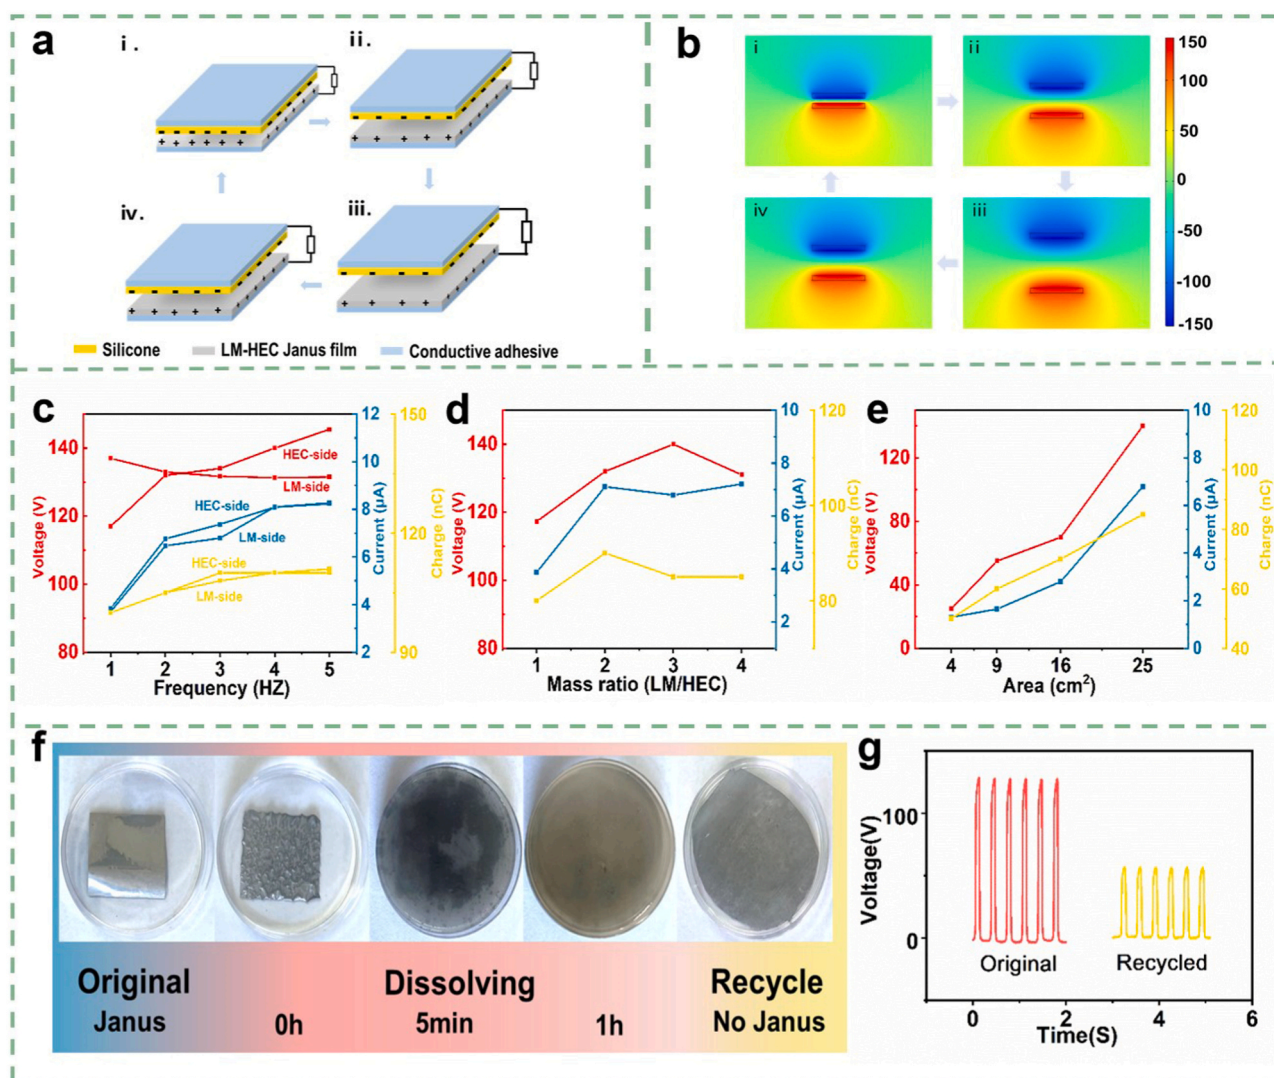 a
i .
ii.
iv.
iii.
Silicone
LM-HEC Janus film
Conductive adhesive
b
i
ii
iv
iii
150
100
50
0
-50
-100
-150
c
Voltage (V)
140
120
100
80
HEC-side
LM-side
HEC-side
LM-side
HEC-side
LM-side
12
10
8
6
4
2
Current (μA)
150
120
90
Charge (nC)
1 2 3 4 5
Frequency (HZ)
d
Voltage (V)
140
120
100
80
10
8
6
4
2
Current (μA)
120
100
80
Charge (nC)
1 2 3 4
Mass ratio (LM/HEC)
e
Voltage (V)
120
80
40
0
10
8
6
4
2
0
Current (μA)
120
100
80
60
40
Charge (nC)
4 9 16 25
Area (cm²)
f
Original
Dissolving
Recycle
Janus
0h
5min
1h
No Janus
g
Voltage(V)
100
0
Original
Recycled
0 2 4 6
Time(S)